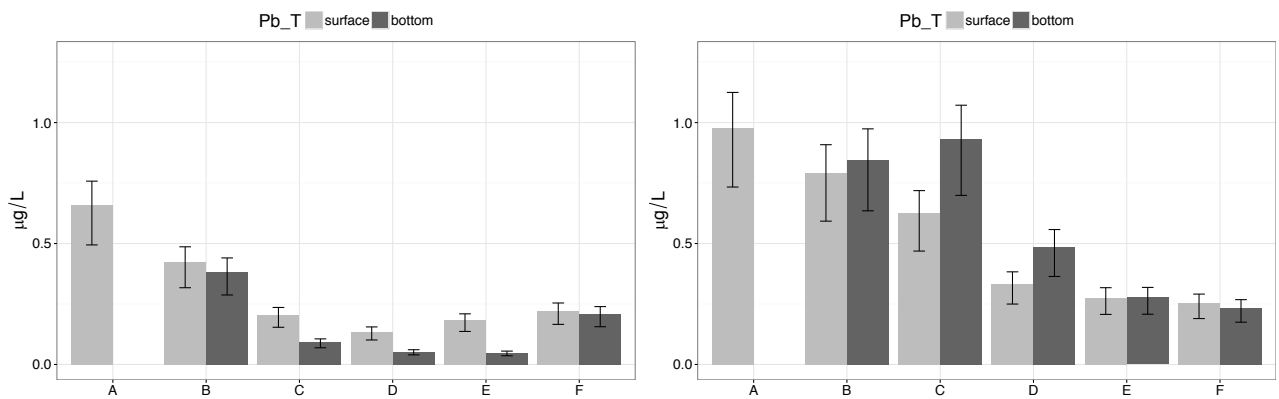 Pb_T surface bottom
1.0
0.5
0.0
μg/L
A B C D E F
Pb_T surface bottom
1.0
0.5
0.0
μg/L
A B C D E F